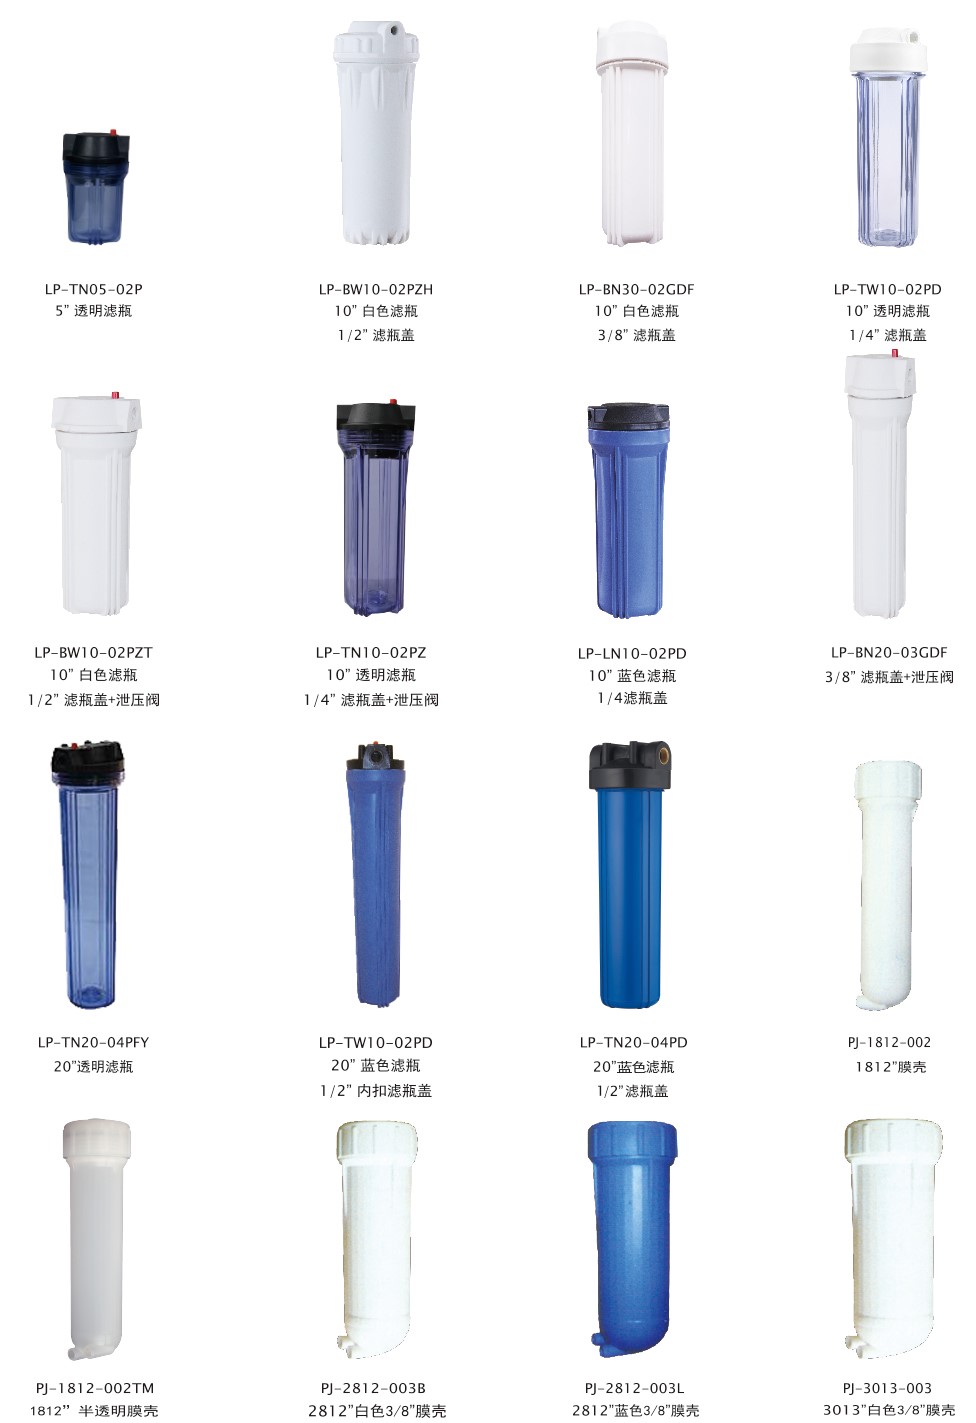 LP-TN05-02P
5" 透明滤瓶
LP-BW10-02PZH
10" 白色滤瓶
1/2" 滤瓶盖
LP-BN30-02GDF
10" 白色滤瓶
3/8" 滤瓶盖
LP-TW10-02PD
10" 透明滤瓶
1/4" 滤瓶盖
LP-BW10-02PZT
10" 白色滤瓶
1/2" 滤瓶盖+泄压阀
LP-TN10-02PZ
10" 透明滤瓶
1/4" 滤瓶盖+泄压阀
LP-LN10-02PD
10" 蓝色滤瓶
1/4滤瓶盖
LP-BN20-03GDF
3/8" 滤瓶盖+泄压阀
LP-TN20-04PFY
20"透明滤瓶
LP-TW10-02PD
20" 蓝色滤瓶
1/2" 内扣滤瓶盖
LP-TN20-04PD
20"蓝色滤瓶
1/2"滤瓶盖
PJ-1812-002
1812"膜壳
PJ-1812-002TM
1812" 半透明膜壳
PJ-2812-003B
2812"白色3/8"膜壳
PJ-2812-003L
2812"蓝色3/8"膜壳
PJ-3013-003
3013"白色3/8"膜壳